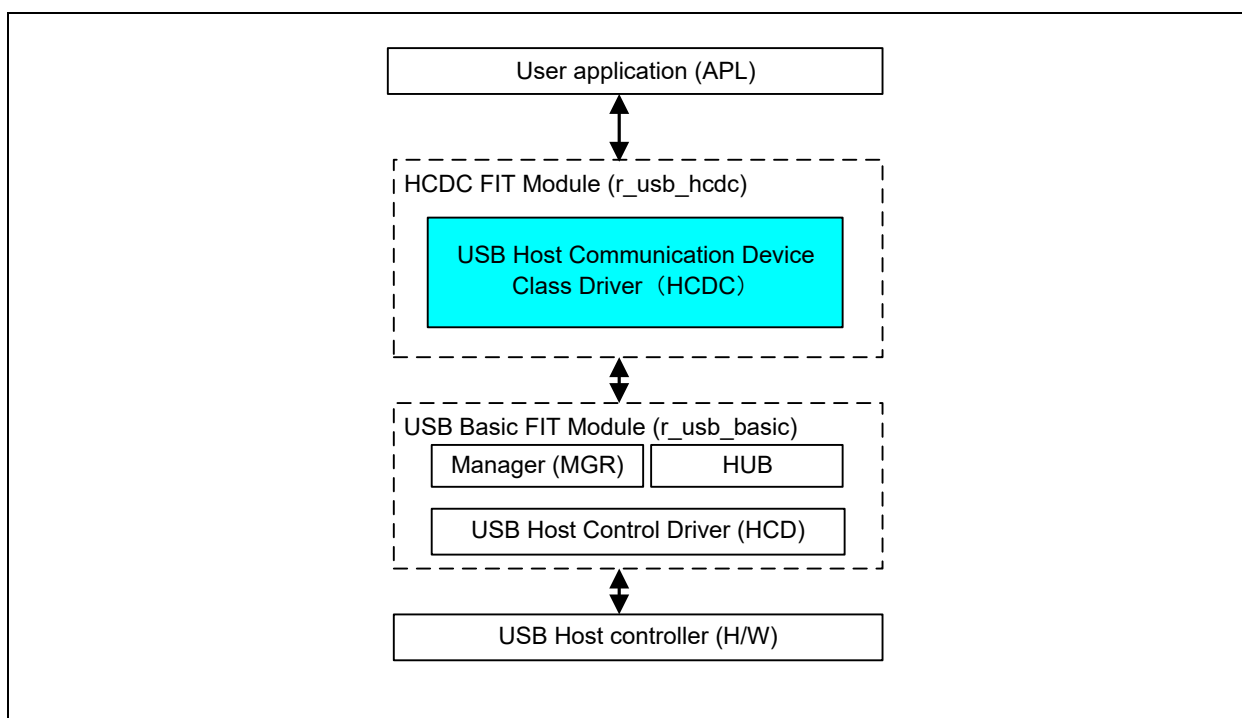 User application (APL)
HCDC FIT Module (r_usb_hcdc)
USB Host Communication Device
Class Driver（HCDC）
USB Basic FIT Module (r_usb_basic)
Manager (MGR)
HUB
USB Host Control Driver (HCD)
USB Host controller (H/W)